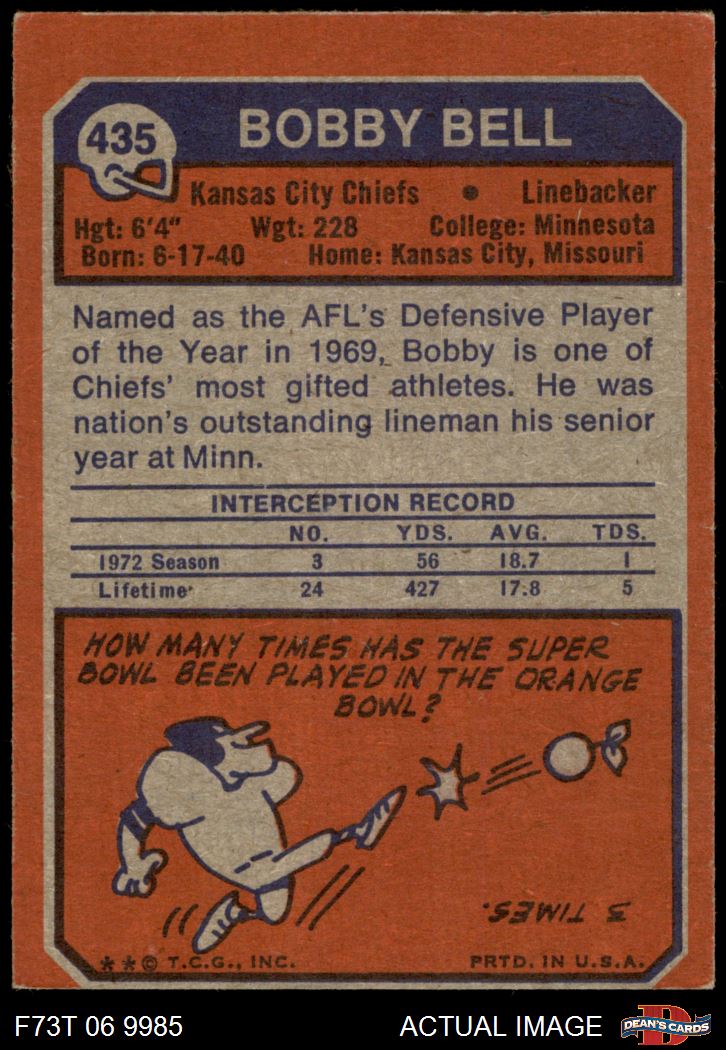 435
BOBBY BELL
Kansas City Chiefs • Linebacker
Hgt: 6'4" Wgt: 228 College: Minnesota
Born: 6-17-40 Home: Kansas City, Missouri
Named as the AFL's Defensive Player
of the Year in 1969, Bobby is one of
Chiefs' most gifted athletes. He was
nation's outstanding lineman his senior
year at Minn.
INTERCEPTION RECORD
NO. YDS. AVG. TDS.
1972 Season 3 56 18.7 1
Lifetime 24 427 17.8 5
HOW MANY TIMES HAS THE SUPER
BOWL BEEN PLAYED IN THE ORANGE
BOWL?
3 TIMES.
**© T.C.G., INC. PRTD. IN U.S.A.
F73T 06 9985 ACTUAL IMAGE
D
DEAN'S CARDS